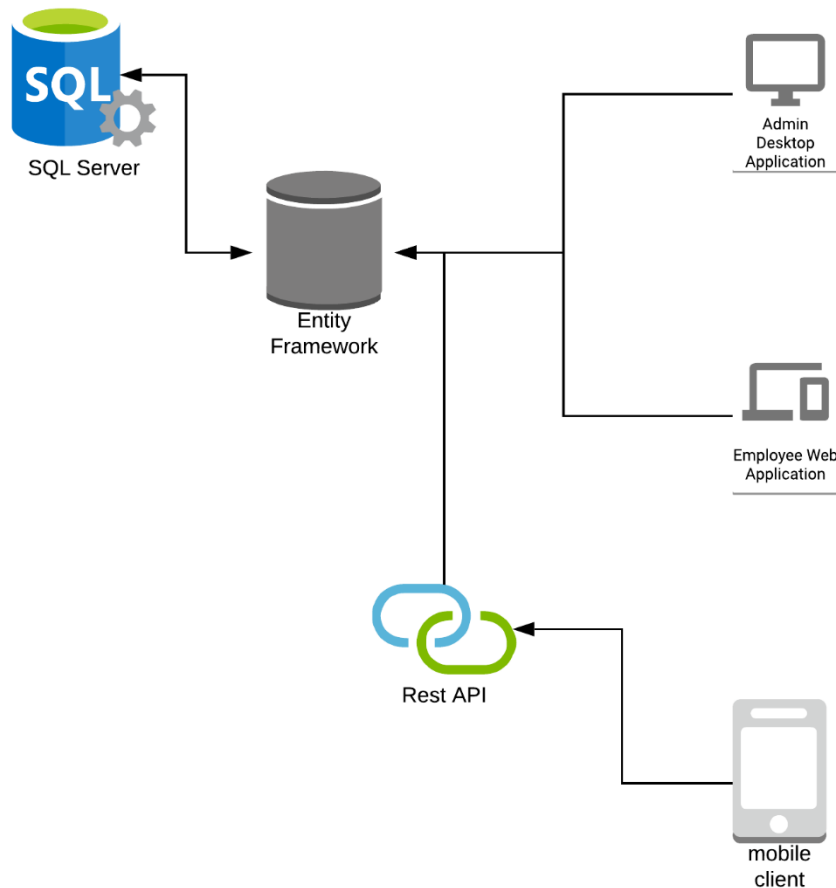 SQL
SQL Server
Admin
Desktop
Application
Entity
Framework
Employee Web
Application
Rest API
mobile
client